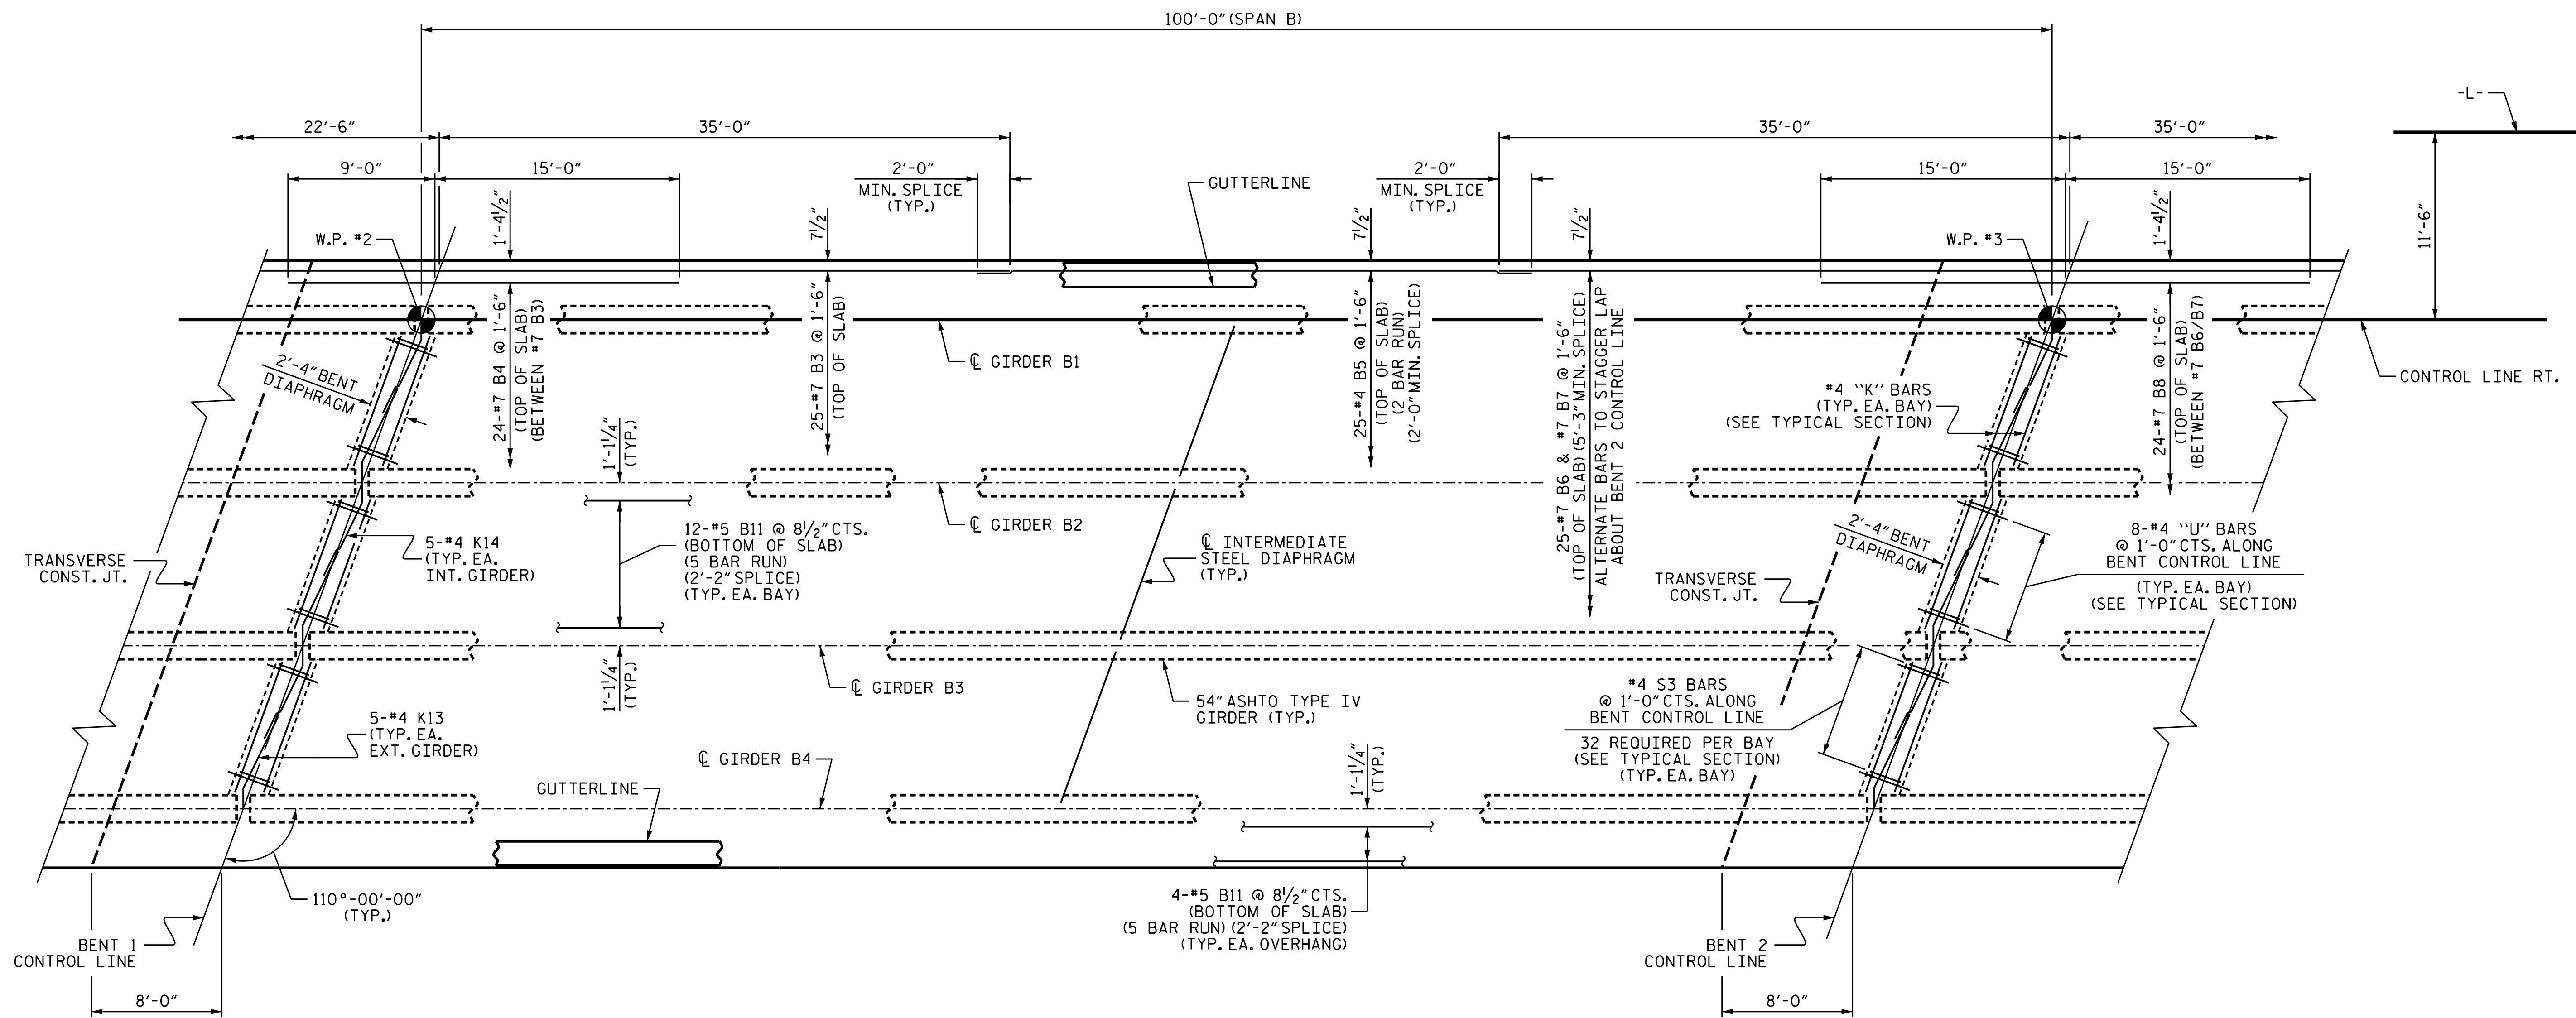 100'-0" (SPAN B)
-L-
22'-6"
35'-0"
35'-0"
35'-0"
9'-0"
15'-0"
2'-0"
MIN. SPLICE
(TYP.)
GUTTERLINE
2'-0"
MIN. SPLICE
(TYP.)
15'-0"
15'-0"
11'-6"
1'-4½"
7½"
7½"
7½"
1'-4½"
W.P. #2
W.P. #3
24-#7 B4 @ 1'-6"
(TOP OF SLAB)
(BETWEEN #7 B3)
25-#7 B3 @ 1'-6"
(TOP OF SLAB)
25-#4 B5 @ 1'-6"
(TOP OF SLAB)
(2 BAR RUN)
(2'-0" MIN. SPLICE)
25-#7 B6 & #7 B7 @ 1'-6"
(TOP OF SLAB) (5'-3" MIN. SPLICE)
ALTERNATE BARS TO STAGGER LAP
ABOUT BENT 2 CONTROL LINE
24-#7 B8 @ 1'-6"
(TOP OF SLAB)
(BETWEEN #7 B6/B7)
℄ GIRDER B1
2'-4" BENT
DIAPHRAGM
#4 ``K'' BARS
(TYP. EA. BAY)
(SEE TYPICAL SECTION)
CONTROL LINE RT.
1'-1¼"
(TYP.)
℄ GIRDER B2
12-#5 B11 @ 8½" CTS.
(BOTTOM OF SLAB)
(5 BAR RUN)
(2'-2" SPLICE)
(TYP. EA. BAY)
5-#4 K14
(TYP. EA.
INT. GIRDER)
TRANSVERSE
CONST. JT.
℄ INTERMEDIATE
STEEL DIAPHRAGM
(TYP.)
2'-4" BENT
DIAPHRAGM
TRANSVERSE
CONST. JT.
8-#4 ``U'' BARS
@ 1'-0" CTS. ALONG
BENT CONTROL LINE
(TYP. EA. BAY)
(SEE TYPICAL SECTION)
1'-1¼"
(TYP.)
℄ GIRDER B3
54" ASHTO TYPE IV
GIRDER (TYP.)
#4 S3 BARS
@ 1'-0" CTS. ALONG
BENT CONTROL LINE
32 REQUIRED PER BAY
(SEE TYPICAL SECTION)
(TYP. EA. BAY)
5-#4 K13
(TYP. EA.
EXT. GIRDER)
℄ GIRDER B4
GUTTERLINE
1'-1¼"
(TYP.)
110°-00'-00"
(TYP.)
4-#5 B11 @ 8½" CTS.
(BOTTOM OF SLAB)
(5 BAR RUN) (2'-2" SPLICE)
(TYP. EA. OVERHANG)
BENT 1
CONTROL LINE
BENT 2
CONTROL LINE
8'-0"
8'-0"